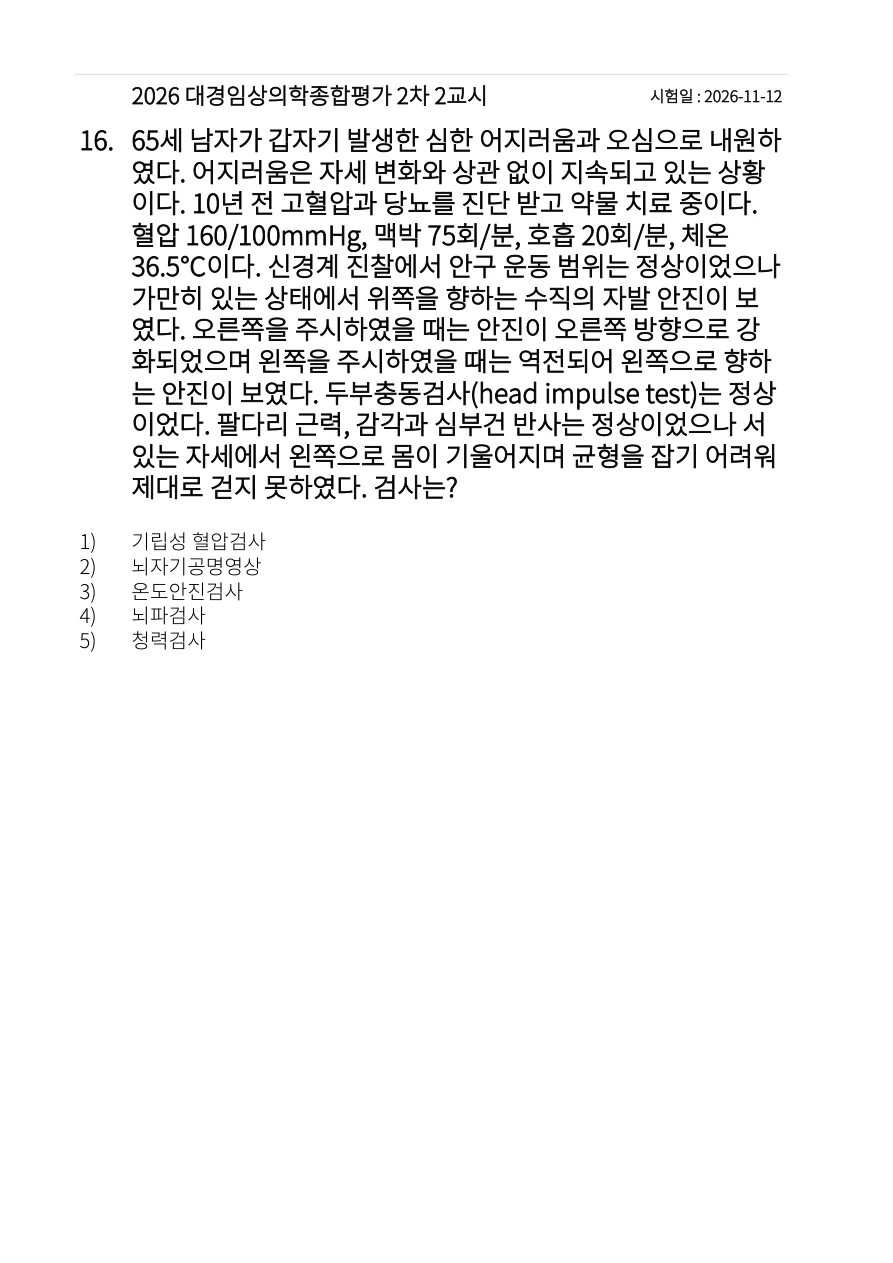 2026 대경임상의학종합평가 2차 2교시 시험일 : 2026-11-12
16. 65세 남자가 갑자기 발생한 심한 어지러움과 오심으로 내원하
였다. 어지러움은 자세 변화와 상관 없이 지속되고 있는 상황
이다. 10년 전 고혈압과 당뇨를 진단 받고 약물 치료 중이다.
혈압 160/100mmHg, 맥박 75회/분, 호흡 20회/분, 체온
36.5℃이다. 신경계 진찰에서 안구 운동 범위는 정상이었으나
가만히 있는 상태에서 위쪽을 향하는 수직의 자발 안진이 보
였다. 오른쪽을 주시하였을 때는 안진이 오른쪽 방향으로 강
화되었으며 왼쪽을 주시하였을 때는 역전되어 왼쪽으로 향하
는 안진이 보였다. 두부충동검사(head impulse test)는 정상
이었다. 팔다리 근력, 감각과 심부건 반사는 정상이었으나 서
있는 자세에서 왼쪽으로 몸이 기울어지며 균형을 잡기 어려워
제대로 걷지 못하였다. 검사는?
1) 기립성 혈압검사
2) 뇌자기공명영상
3) 온도안진검사
4) 뇌파검사
5) 청력검사